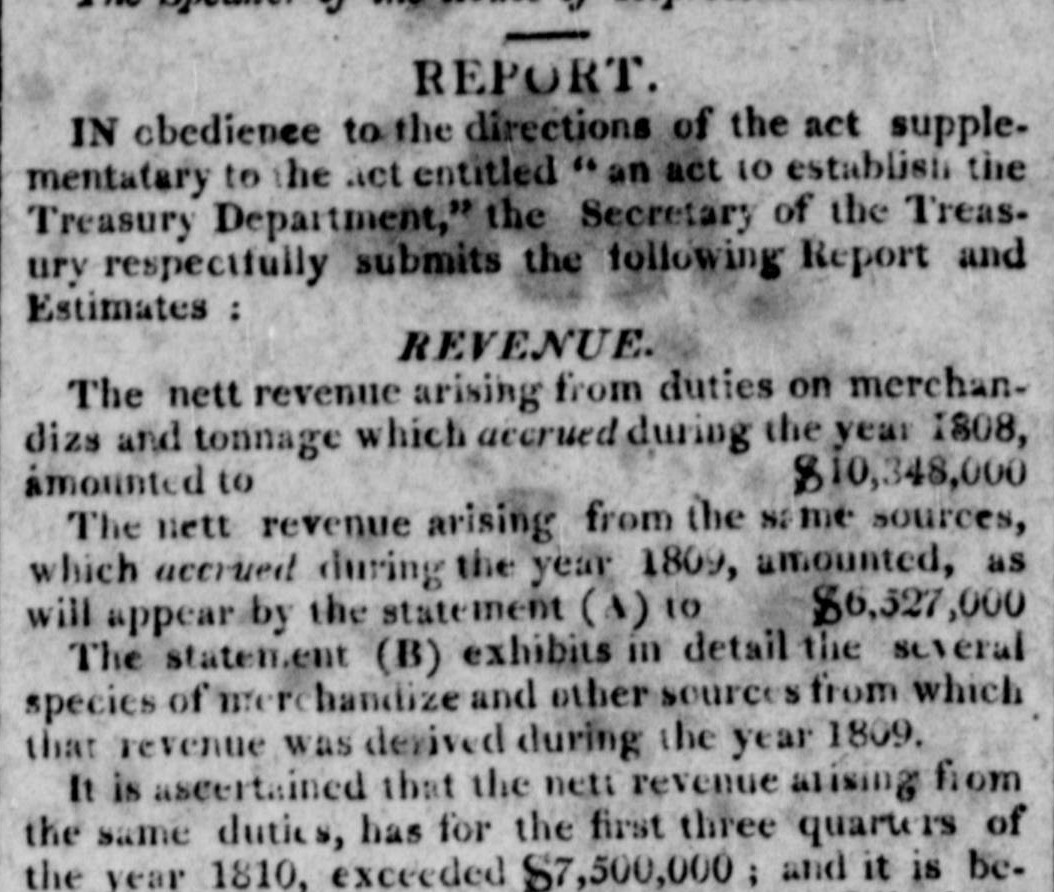 The Speaker of the House of
REPORT.
IN obedience to the directions of the act supple-
mentatary to the act entitled “ an act to establish the
Treasury Department,” the Secretary of the Treas-
ury respectfully submits the following Report and
Estimates :
REVENUE.
The nett revenue arising from duties on merchan-
dizs and tonnage which accrued during the year 1808,
amounted to $10,348,000
The nett revenue arising from the same sources,
which accrued during the year 1809, amounted, as
will appear by the statement (A) to $6,527,000
The statement (B) exhibits in detail the several
species of merchandize and other sources from which
that revenue was derived during the year 1809.
It is ascertained that the nett revenue arising from
the same duties, has for the first three quarters of
the year 1810, exceeded $7,500,000 ; and it is be-